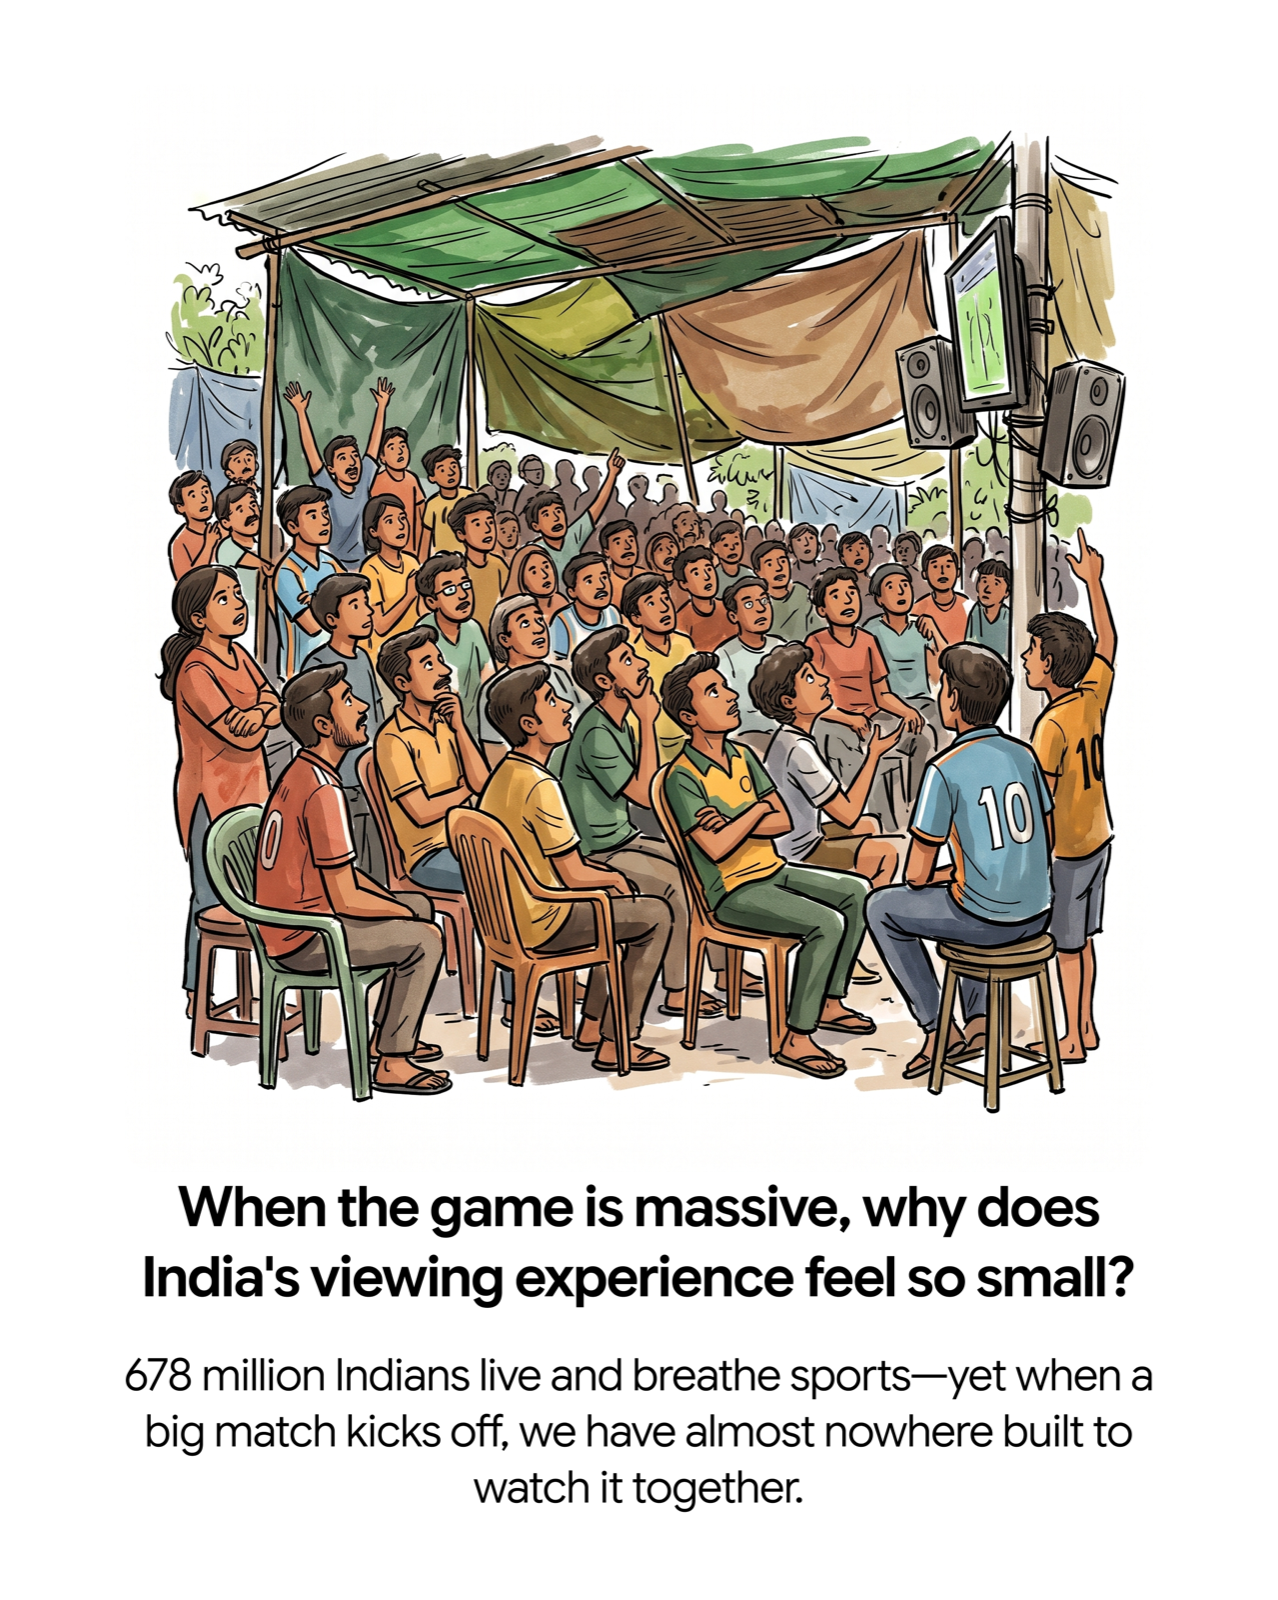 0
10
10
When the game is massive, why does
India's viewing experience feel so small?
678 million Indians live and breathe sports—yet when a
big match kicks off, we have almost nowhere built to
watch it together.